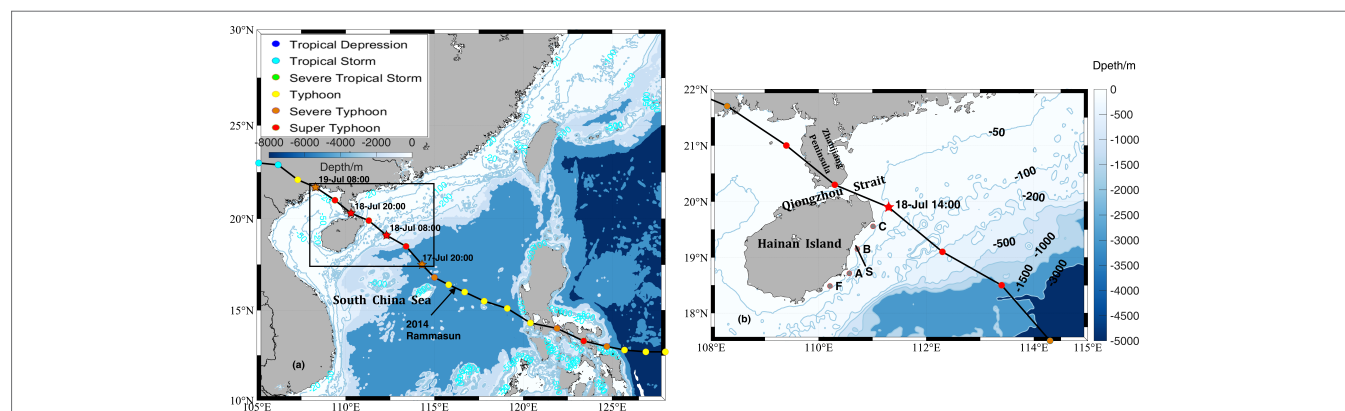 30°N
25°N
20°N
15°N
10°N
105°E
110°E
115°E
120°E
125°E
Tropical Depression
Tropical Storm
Severe Tropical Storm
Typhoon
Severe Typhoon
Super Typhoon
-8000 -6000 -4000 -2000 0
Depth/m
19-Jul 08:00
18-Jul 20:00
18-Jul 08:00
17-Jul 20:00
South China Sea
2014
Rammasun
(a)
Dpeth/m
22°N
21°N
20°N
19°N
18°N
108°E
110°E
112°E
114°E
115°E
Zhanjiang
Peninsula
Qiongzhou Strait
18-Jul 14:00
Hainan Island
C
B
S
A
F
-50
-100
-200
-500
-1000
-1500
-3000
(b)
0
-500
-1000
-1500
-2000
-2500
-3000
-3500
-4000
-4500
-5000